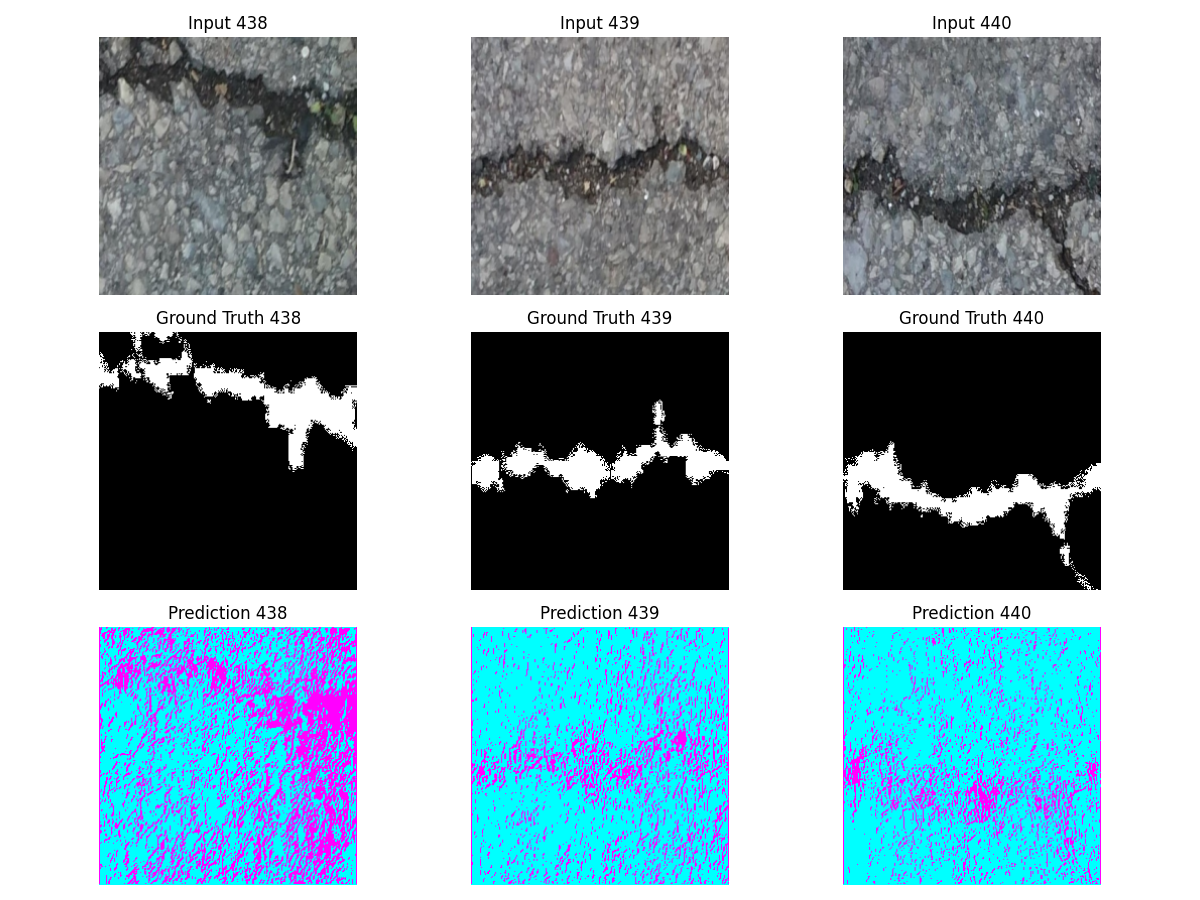 Input 438
Input 439
Input 440
Ground Truth 438
Ground Truth 439
Ground Truth 440
Prediction 438
Prediction 439
Prediction 440